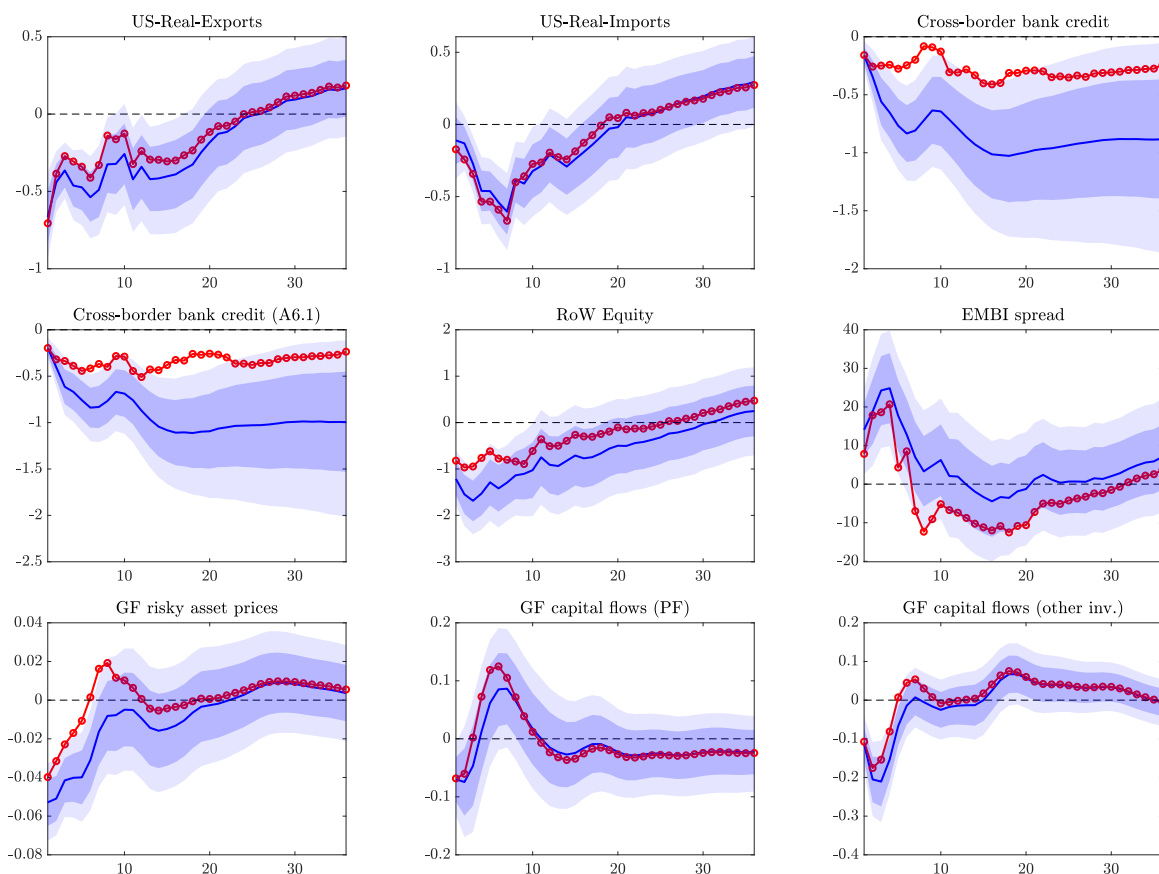 US-Real-Exports
US-Real-Imports
Cross-border bank credit
0.5
0
-0.5
-1
10 20 30
0.5
0
-0.5
-1
10 20 30
0
-0.5
-1
-1.5
-2
10 20 30
Cross-border bank credit (A6.1)
RoW Equity
EMBI spread
0
-0.5
-1
-1.5
-2
-2.5
10 20 30
2
1
0
-1
-2
-3
10 20 30
40
30
20
10
0
-10
-20
10 20 30
GF risky asset prices
GF capital flows (PF)
GF capital flows (other inv.)
0.04
0.02
0
-0.02
-0.04
-0.06
-0.08
10 20 30
0.2
0.1
0
-0.1
-0.2
10 20 30
0.2
0.1
0
-0.1
-0.2
-0.3
-0.4
10 20 30